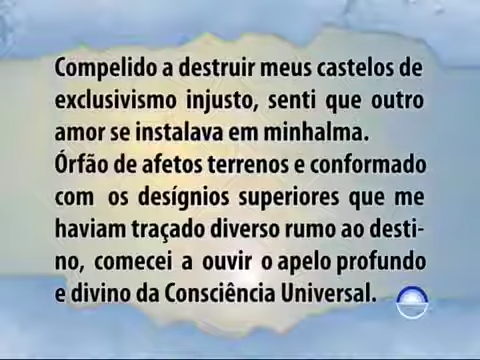 Compelido a destruir meus castelos de
exclusivismo injusto, senti que outro
amor se instalava em minhalma.
Órfão de afetos terrenos e conformado
com os desígnios superiores que me
haviam traçado diverso rumo ao desti-
no, comecei a ouvir o apelo profundo
e divino da Consciência Universal.